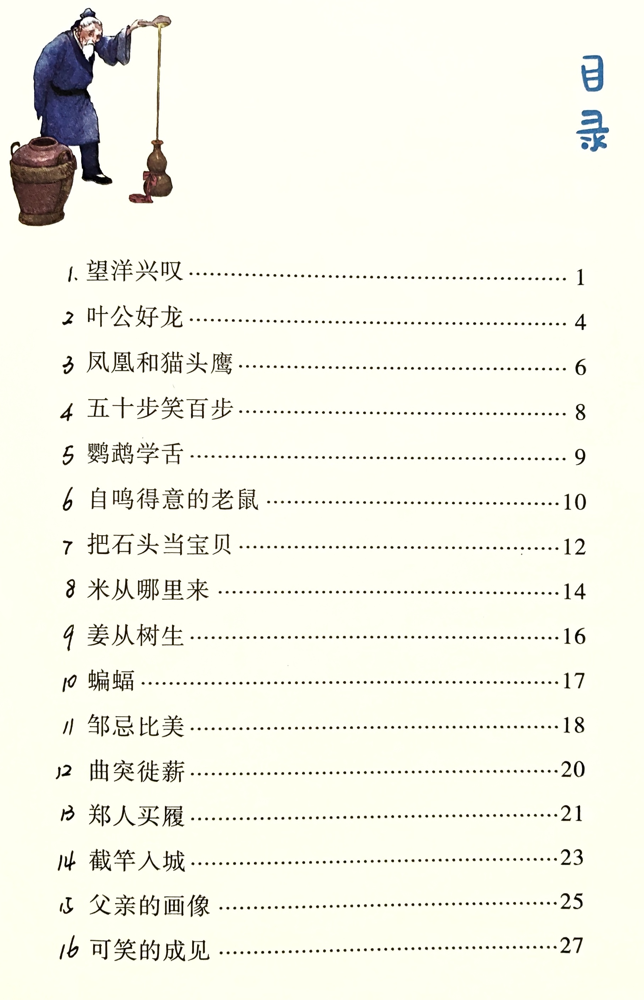 目录
1. 望洋兴叹 1
2 叶公好龙 4
3 凤凰和猫头鹰 6
4 五十步笑百步 8
5 鹦鹉学舌 9
6 自鸣得意的老鼠 10
7 把石头当宝贝 12
8 米从哪里来 14
9 姜从树生 16
10 蝙蝠 17
11 邹忌比美 18
12 曲突徙薪 20
13 郑人买履 21
14 截竿入城 23
15 父亲的画像 25
16 可笑的成见 27